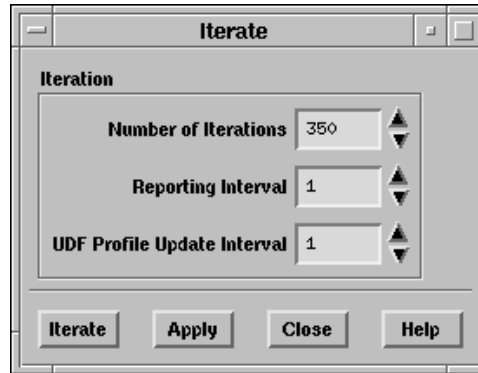 Iterate
Iteration
Number of Iterations 350
Reporting Interval 1
UDF Profile Update Interval 1
Iterate Apply Close Help